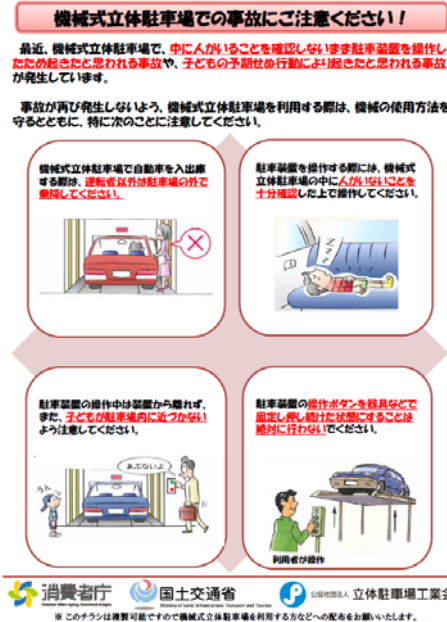 機械式立体駐車場での事故にご注意ください！
最近、機械式立体駐車場で、中に人がいることを確認しないまま駐車装置を操作し
たため起きたと思われる事故や、子どもの予期せぬ行動により起きたと思われる事故
が発生しています。
事故が再び発生しないよう、機械式立体駐車場を利用する際は、機械の使用方法を
守るとともに、特に次のことに注意してください。
機械式立体駐車場で自動車を入出庫
する際は、運転者以外は駐車場の外で
乗降してください。
駐車装置を操作する際には、機械式
立体駐車場の中に人がいないことを
十分確認した上で操作してください。
ZZZ
駐車装置の操作中は装置から離れず、
また、子どもが駐車場内に近づかない
よう注意してください。
あぶないよ
うん
駐車装置の操作ボタンを器具などで
固定し押し続けた状態にすることは
絶対に行わないでください。
利用者が操作
消費者庁
国土交通省
Ministry of Land, Infrastructure, Transport and Tourism
公益社団法人 立体駐車場工業会
※ このチラシは複製可能ですので機械式立体駐車場を利用する方などへの配布をお願いいたします。